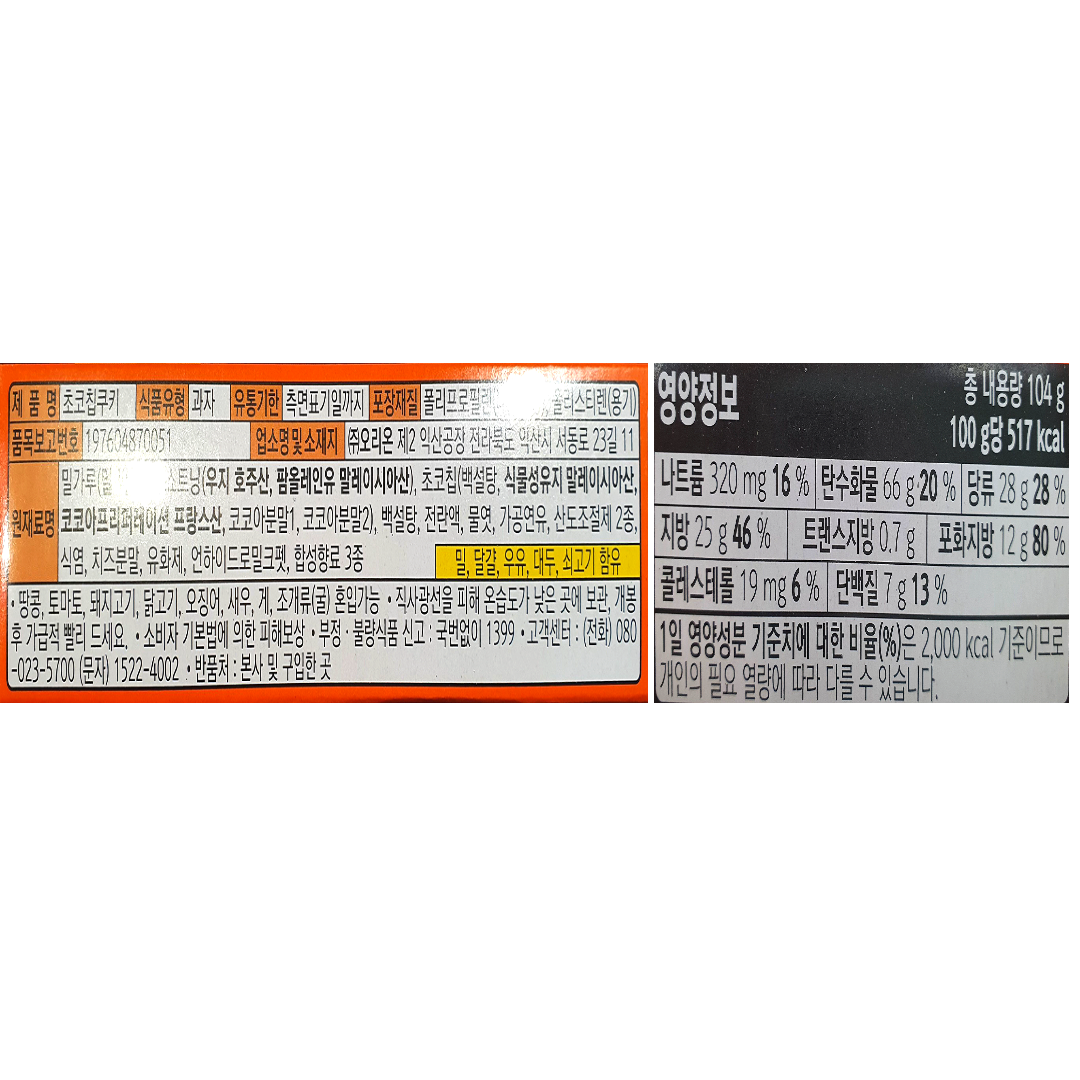 제 품 명 초코칩쿠키 식품유형 과자 유통기한 측면표기일까지 포장재질 폴리프로필렌 (용기)
품목보고번호 197604870051 업소명 및 소재지 ㈜오리온 제2 익산공장 전라북도 익산시 서동로 23길 11
원재료명 밀가루(밀 (우지 호주산, 팜올레인유 말레이시아산), 초코칩(백설탕, 식물성유지 말레이시아산,
코코아프리퍼레이션 프랑스산, 코코아분말1, 코코아분말2), 백설탕, 전란액, 물엿, 가공연유, 산도조절제 2종,
식염, 치즈분말, 유화제, 언하이드로밀크펫, 합성향료 3종 밀, 달걀, 우유, 대두, 쇠고기 함유
• 땅콩, 토마토, 돼지고기, 닭고기, 오징어, 새우, 게, 조개류(굴) 혼입가능 • 직사광선을 피해 온습도가 낮은 곳에 보관, 개봉
후 가급적 빨리 드세요. • 소비자 기본법에 의한 피해보상 • 부정 · 불량식품 신고 : 국번없이 1399 • 고객센터 : (전화) 080
-023-5700 (문자) 1522-4002 • 반품처 : 본사 및 구입한 곳
영양정보 총 내용량 104 g
100 g당 517 kcal
나트륨 320 mg 16 % 탄수화물 66 g 20 % 당류 28 g 28 %
지방 25 g 46 % 트랜스지방 0.7 g 포화지방 12 g 80 %
콜레스테롤 19 mg 6 % 단백질 7 g 13 %
1일 영양성분 기준치에 대한 비율(%)은 2,000 kcal 기준이므로
개인의 필요 열량에 따라 다를 수 있습니다.